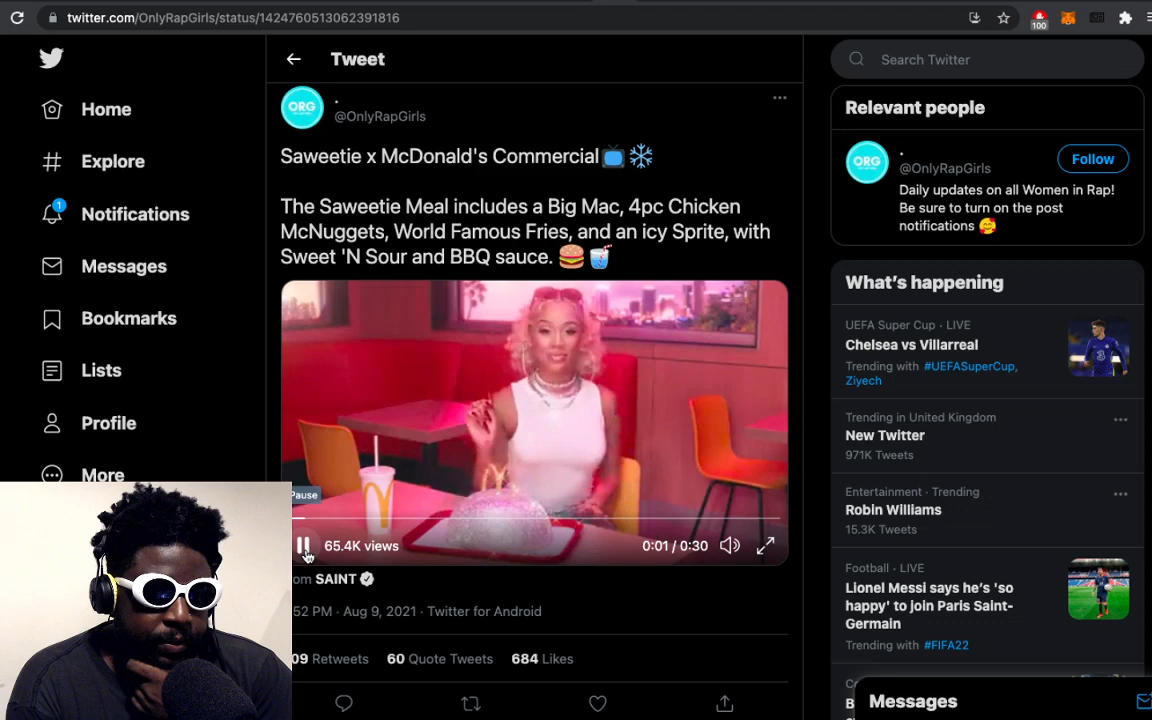 twitter.com/OnlyRapGirls/status/1424760513062391816
100
Home
Explore
1
Notifications
Messages
Bookmarks
Lists
Profile
More
Tweet
ORG
.
@OnlyRapGirls
Saweetie x McDonald's Commercial
The Saweetie Meal includes a Big Mac, 4pc Chicken
McNuggets, World Famous Fries, and an icy Sprite, with
Sweet 'N Sour and BBQ sauce.
Pause
65.4K views
0:01 / 0:30
SAINT
52 PM · Aug 9, 2021 · Twitter for Android
09 Retweets
60 Quote Tweets
684 Likes
Search Twitter
Relevant people
ORG
.
@OnlyRapGirls
Follow
Daily updates on all Women in Rap!
Be sure to turn on the post
notifications
What's happening
UEFA Super Cup · LIVE
Chelsea vs Villarreal
Trending with #UEFASuperCup,
Ziyech
Trending in United Kingdom
New Twitter
971K Tweets
Entertainment · Trending
Robin Williams
15.3K Tweets
Football · LIVE
Lionel Messi says he's 'so
happy' to join Paris Saint-
Germain
Trending with #FIFA22
Messages